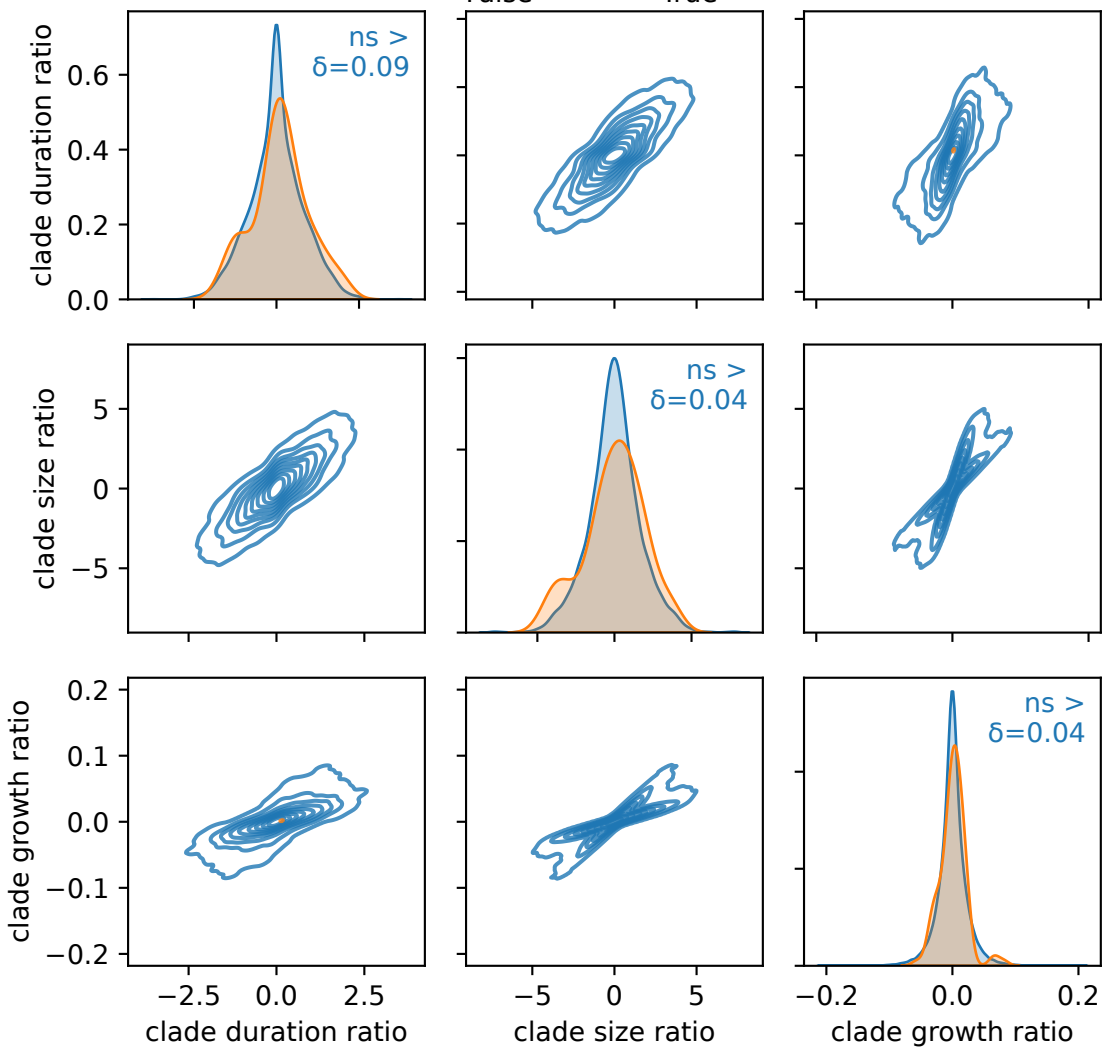 ns >
δ=0.09
clade duration ratio
0.6
0.4
0.2
0.0
ns >
δ=0.04
clade size ratio
5
0
−5
ns >
δ=0.04
clade growth ratio
0.2
0.1
0.0
−0.1
−0.2
−2.5 0.0 2.5
−5 0 5
−0.2 0.0 0.2
clade duration ratio
clade size ratio
clade growth ratio